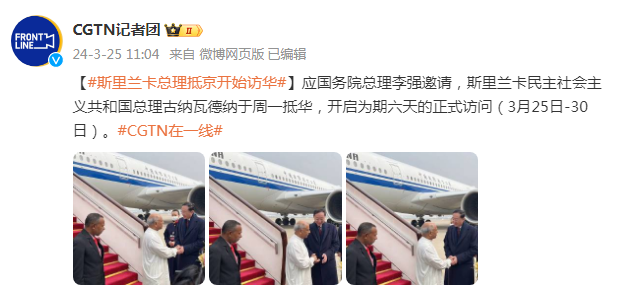 FRONT
LINE
CGTN记者团 II
24-3-25 11:04 来自 微博网页版 已编辑
【#斯里兰卡总理抵京开始访华#】应国务院总理李强邀请，斯里兰卡民主社会主
义共和国总理古纳瓦德纳于周一抵华，开启为期六天的正式访问（3月25日-30
日）。#CGTN在一线#